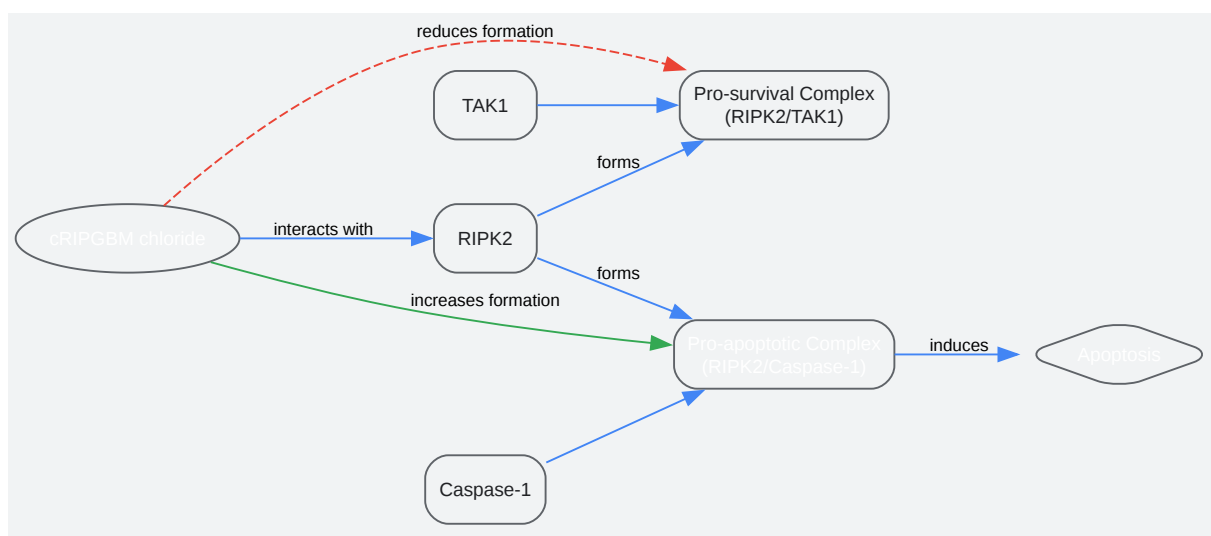 reduces formation
TAK1
Pro-survival Complex
(RIPK2/TAK1)
forms
cRIPGBM chloride
interacts with
RIPK2
forms
increases formation
Pro-apoptotic Complex
(RIPK2/Caspase-1)
induces
Apoptosis
Caspase-1